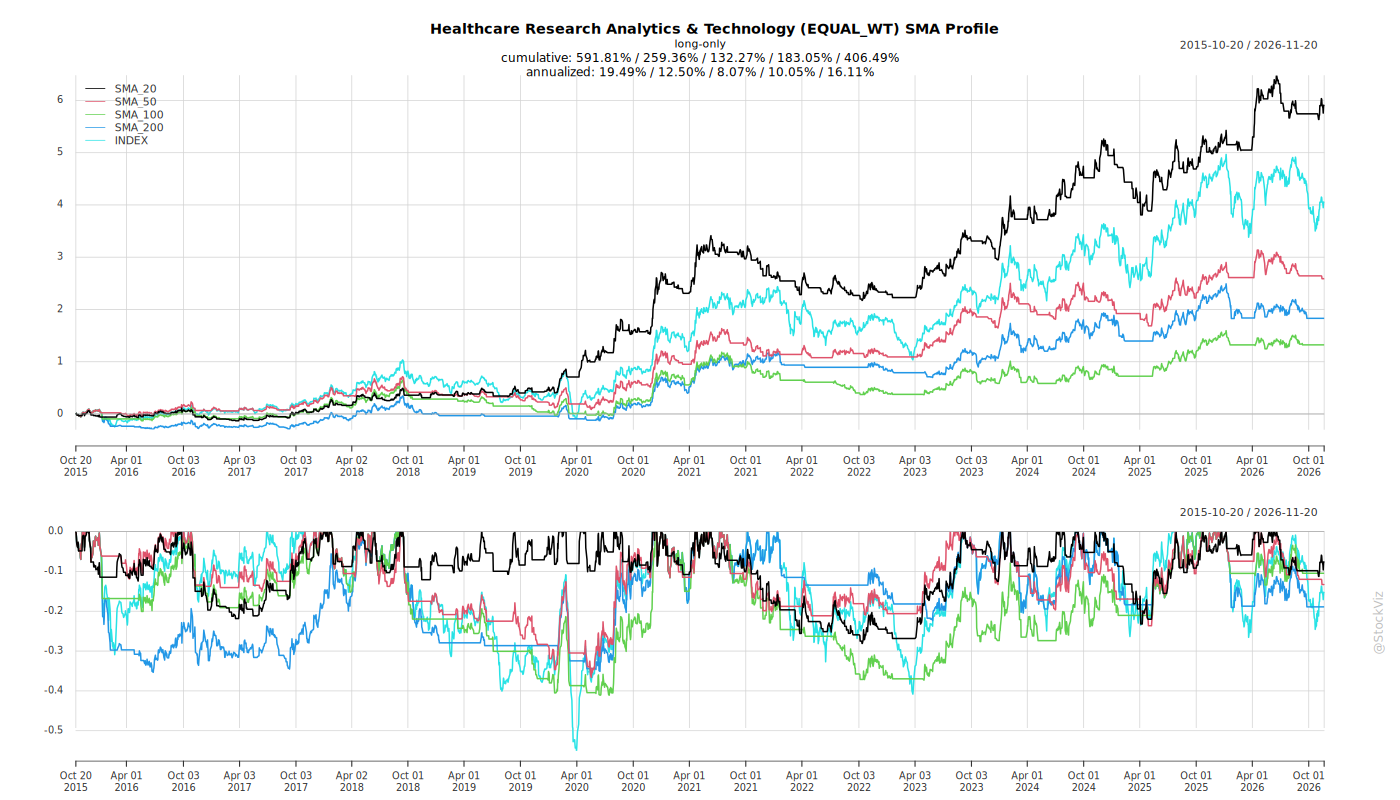 Healthcare Research Analytics & Technology (EQUAL_WT) SMA Profile
long-only
2015-10-20 / 2026-11-20
cumulative: 591.81% / 259.36% / 132.27% / 183.05% / 406.49%
annualized: 19.49% / 12.50% / 8.07% / 10.05% / 16.11%
SMA_20
SMA_50
SMA_100
SMA_200
INDEX
6
5
4
3
2
1
0
Oct 20 Apr 01 Oct 03 Apr 03 Oct 03 Apr 02 Oct 01 Apr 01 Oct 01 Apr 01 Oct 01 Apr 01 Oct 01 Apr 01 Oct 03 Apr 03 Oct 03 Apr 01 Oct 01 Apr 01 Oct 01 Apr 01 Oct 01
2015 2016 2016 2017 2017 2018 2018 2019 2019 2020 2020 2021 2021 2022 2022 2023 2023 2024 2024 2025 2025 2026 2026
2015-10-20 / 2026-11-20
0.0
-0.1
-0.2
-0.3
-0.4
-0.5
Oct 20 Apr 01 Oct 03 Apr 03 Oct 03 Apr 02 Oct 01 Apr 01 Oct 01 Apr 01 Oct 01 Apr 01 Oct 01 Apr 01 Oct 03 Apr 03 Oct 03 Apr 01 Oct 01 Apr 01 Oct 01 Apr 01 Oct 01
2015 2016 2016 2017 2017 2018 2018 2019 2019 2020 2020 2021 2021 2022 2022 2023 2023 2024 2024 2025 2025 2026 2026
@StockViz